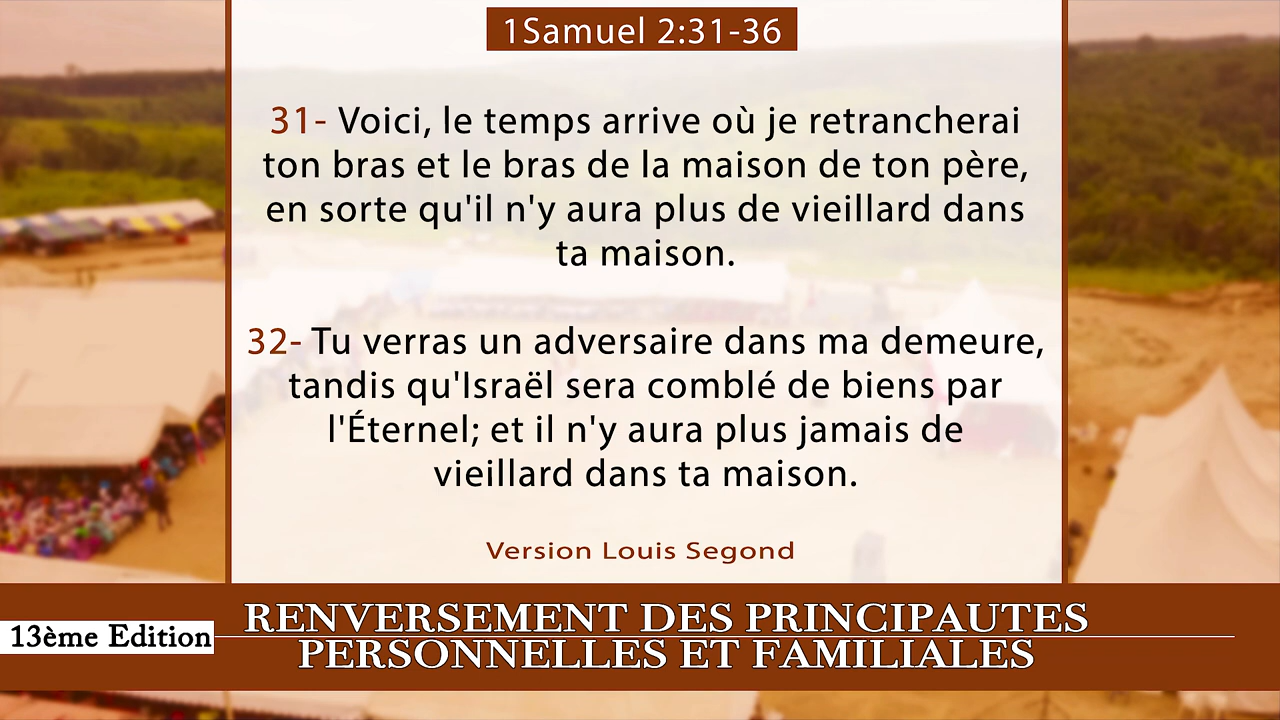 1Samuel 2:31-36
31- Voici, le temps arrive où je retrancherai
ton bras et le bras de la maison de ton père,
en sorte qu'il n'y aura plus de vieillard dans
ta maison.
32- Tu verras un adversaire dans ma demeure,
tandis qu'Israël sera comblé de biens par
l'Éternel; et il n'y aura plus jamais de
vieillard dans ta maison.
Version Louis Segond
13ème Edition
RENVERSEMENT DES PRINCIPAUTES
PERSONNELLES ET FAMILIALES